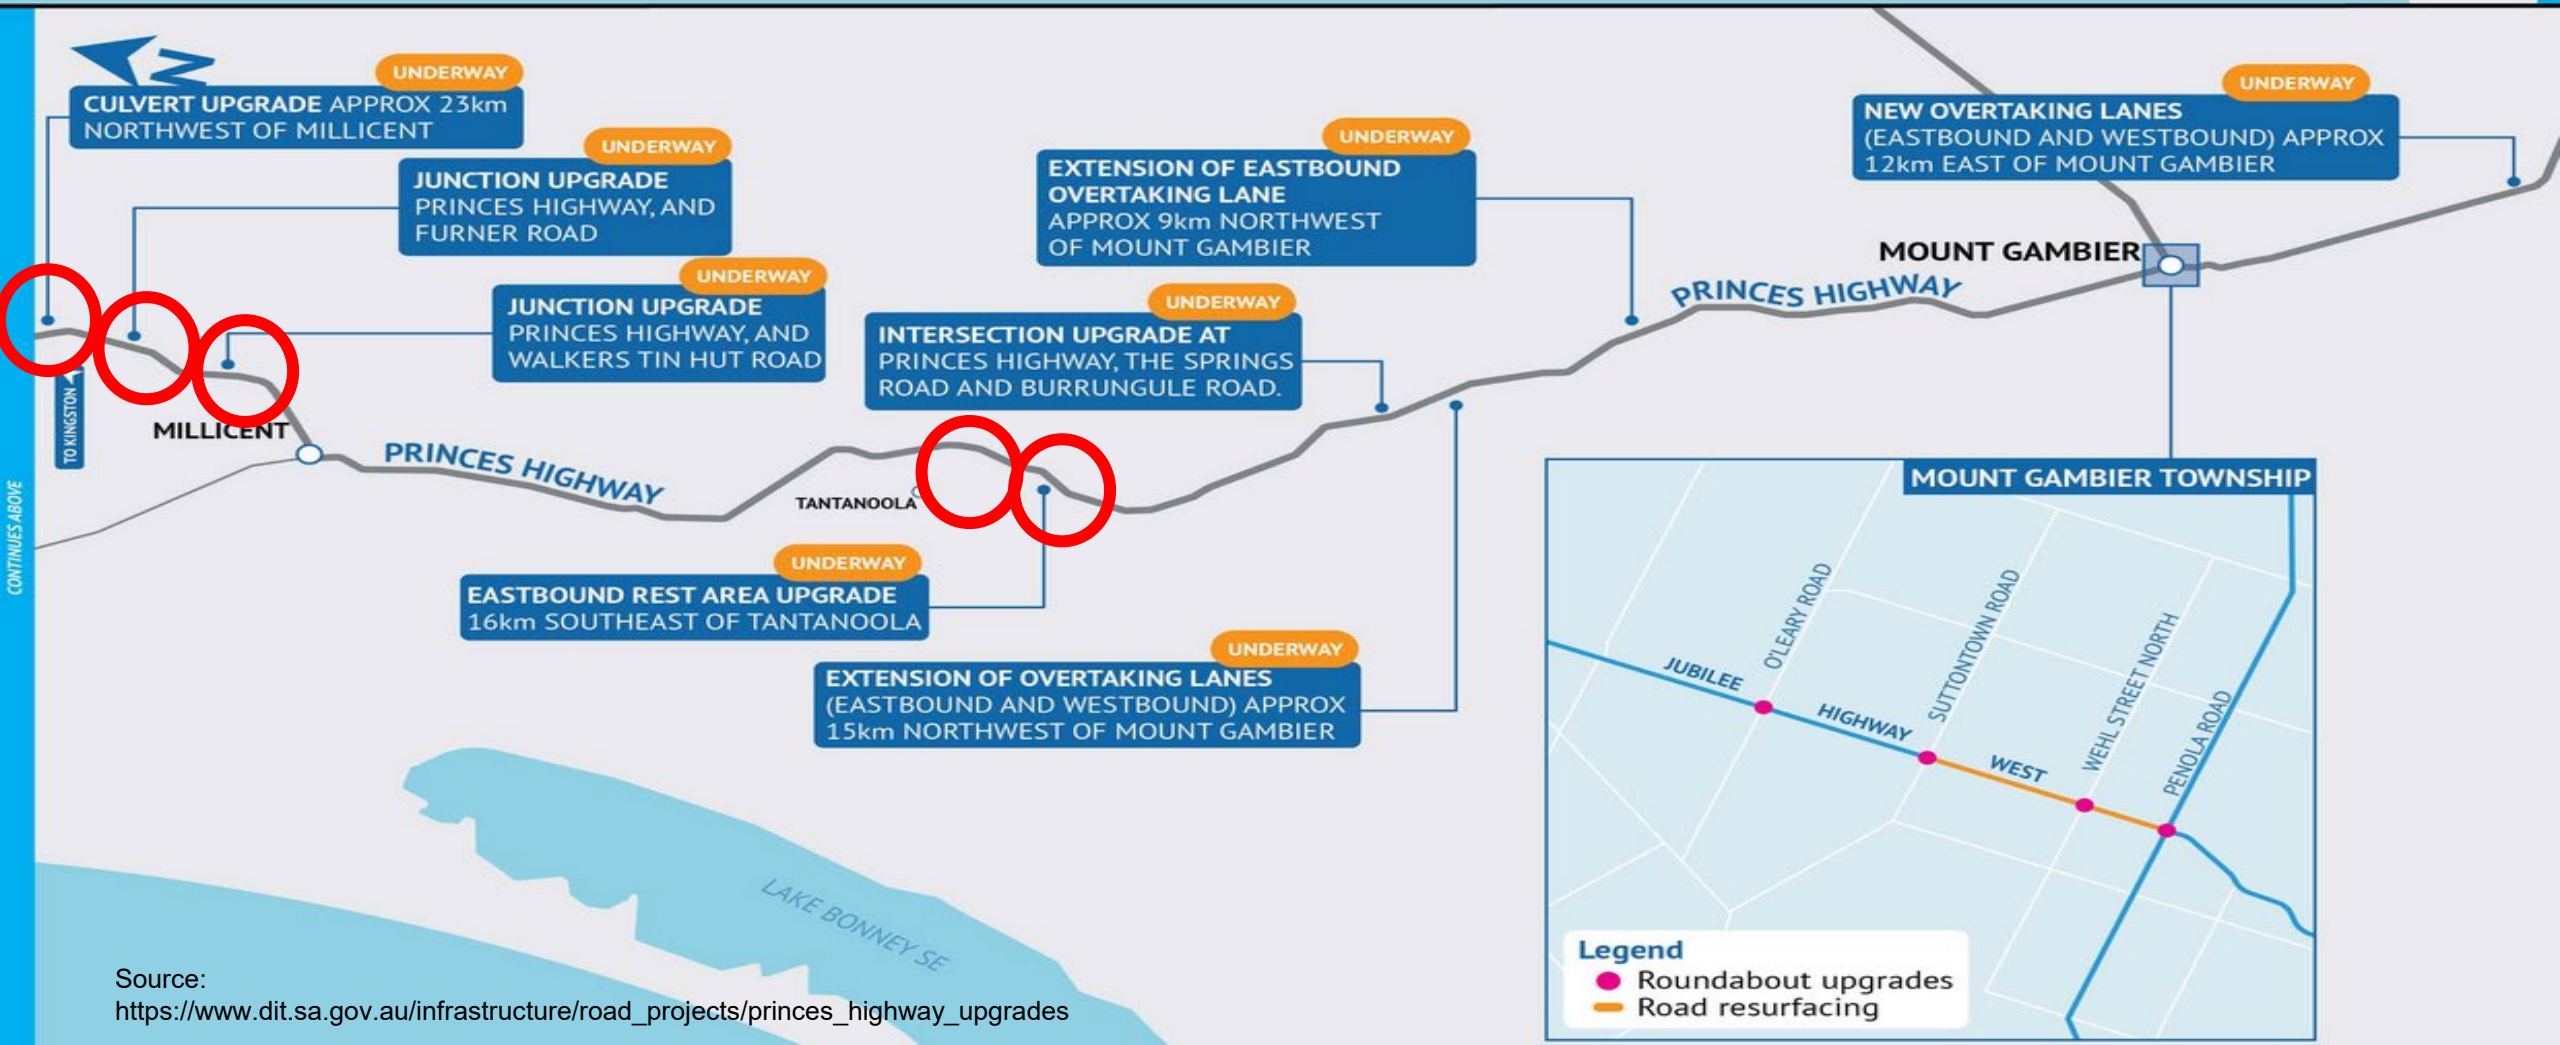 N
UNDERWAY
CULVERT UPGRADE APPROX 23km
NORTHWEST OF MILLICENT
UNDERWAY
JUNCTION UPGRADE
PRINCES HIGHWAY, AND
FURNER ROAD
UNDERWAY
JUNCTION UPGRADE
PRINCES HIGHWAY, AND
WALKERS TIN HUT ROAD
UNDERWAY
EXTENSION OF EASTBOUND
OVERTAKING LANE
APPROX 9km NORTHWEST
OF MOUNT GAMBIER
UNDERWAY
INTERSECTION UPGRADE AT
PRINCES HIGHWAY, THE SPRINGS
ROAD AND BURRUNGULE ROAD.
UNDERWAY
NEW OVERTAKING LANES
(EASTBOUND AND WESTBOUND) APPROX
12km EAST OF MOUNT GAMBIER
MOUNT GAMBIER
PRINCES HIGHWAY
TO KINGSTON
MILLICENT
PRINCES HIGHWAY
TANTANOOLA
CONTINUES ABOVE
UNDERWAY
EASTBOUND REST AREA UPGRADE
16km SOUTHEAST OF TANTANOOLA
UNDERWAY
EXTENSION OF OVERTAKING LANES
(EASTBOUND AND WESTBOUND) APPROX
15km NORTHWEST OF MOUNT GAMBIER
LAKE BONNEY SE
MOUNT GAMBIER TOWNSHIP
O'LEARY ROAD
SUTTONTOWN ROAD
WEHL STREET NORTH
PENOLA ROAD
JUBILEE
HIGHWAY
WEST
Legend
Roundabout upgrades
Road resurfacing
Source:
https://www.dit.sa.gov.au/infrastructure/road_projects/princes_highway_upgrades